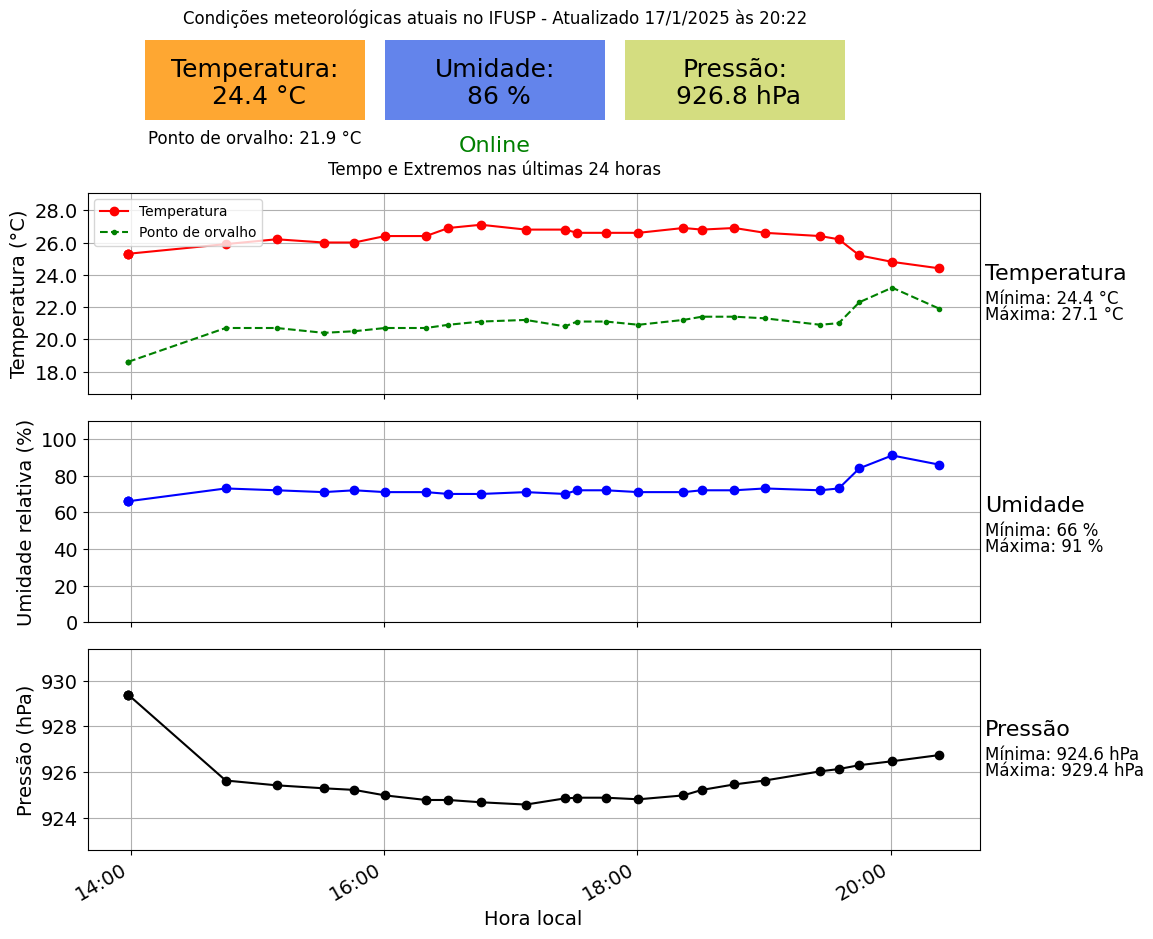 Condições meteorológicas atuais no IFUSP - Atualizado 17/1/2025 às 20:22
Temperatura:
24.4 °C
Umidade:
86 %
Pressão:
926.8 hPa
Ponto de orvalho: 21.9 °C
Online
Tempo e Extremos nas últimas 24 horas
Temperatura (°C)
28.0
26.0
24.0
22.0
20.0
18.0
Temperatura
Ponto de orvalho
Temperatura
Mínima: 24.4 °C
Máxima: 27.1 °C
Umidade relativa (%)
100
80
60
40
20
0
Umidade
Mínima: 66 %
Máxima: 91 %
Pressão (hPa)
930
928
926
924
Pressão
Mínima: 924.6 hPa
Máxima: 929.4 hPa
14:00
16:00
18:00
20:00
Hora local